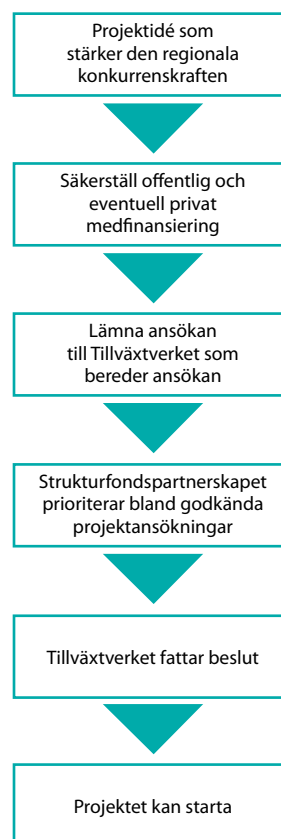 Projektidé som
stärker den regionala
konkurrenskraften
Säkerställ offentlig och
eventuell privat
medfinansiering
Lämna ansökan
till Tillväxtverket som
bereder ansökan
Strukturfondspartnerskapet
prioriterar bland godkända
projektansökningar
Tillväxtverket fattar beslut
Projektet kan starta